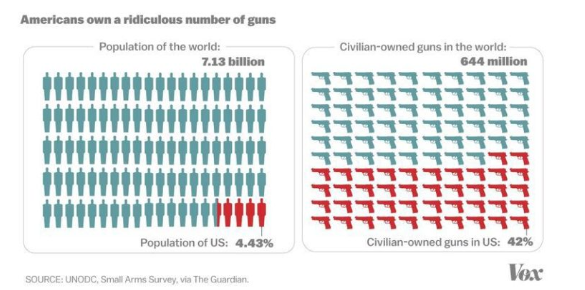 Americans own a ridiculous number of guns
Population of the world:
7.13 billion
Population of US: 4.43%
Civilian-owned guns in the world:
644 million
Civilian-owned guns in US: 42%
SOURCE: UNODC, Small Arms Survey, via The Guardian.
Vox